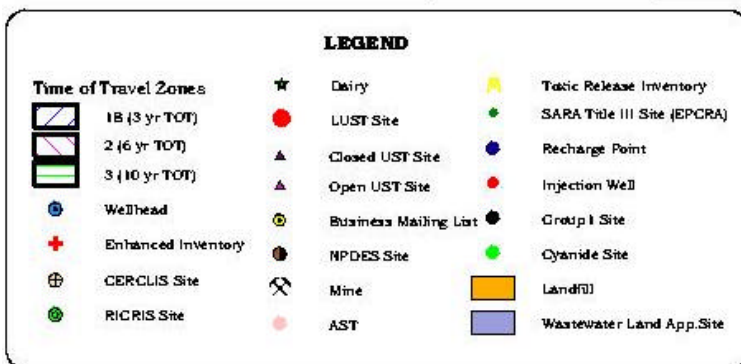 LEGEND
Time of Travel Zones
1B (3 yr TOT)
2 (6 yr TOT)
3 (10 yr TOT)
Wellhead
Enhanced Inventory
CERCLIS Site
RICRIS Site
Dairy
LUST Site
Closed UST Site
Open UST Site
Business Mailing List
NPDES Site
Mine
AST
Toxic Release Inventory
SARA Title III Site (EPCRA)
Recharge Point
Injection Well
Group 1 Site
Cyanide Site
Landfill
Wastewater Land App. Site